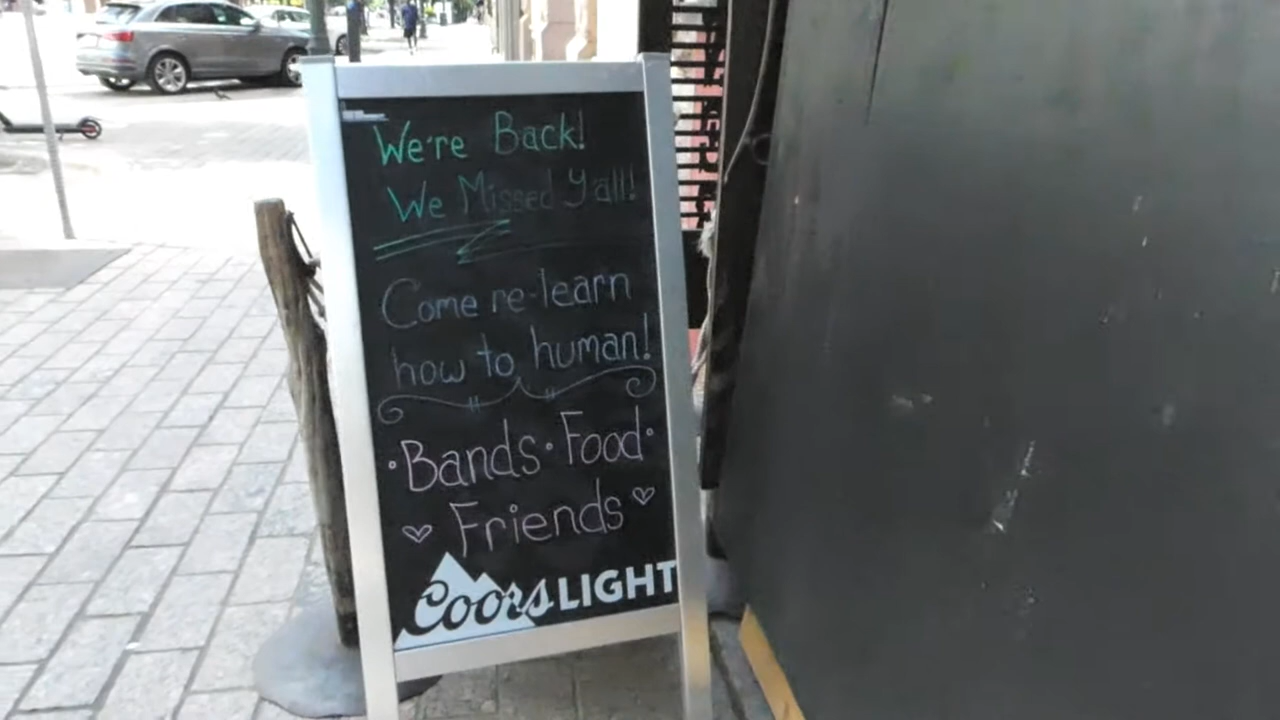 We're Back!
We Missed Y'all!
Come re-learn
how to human!
•Bands•Food•
♡ Friends ♡
Coors LIGHT